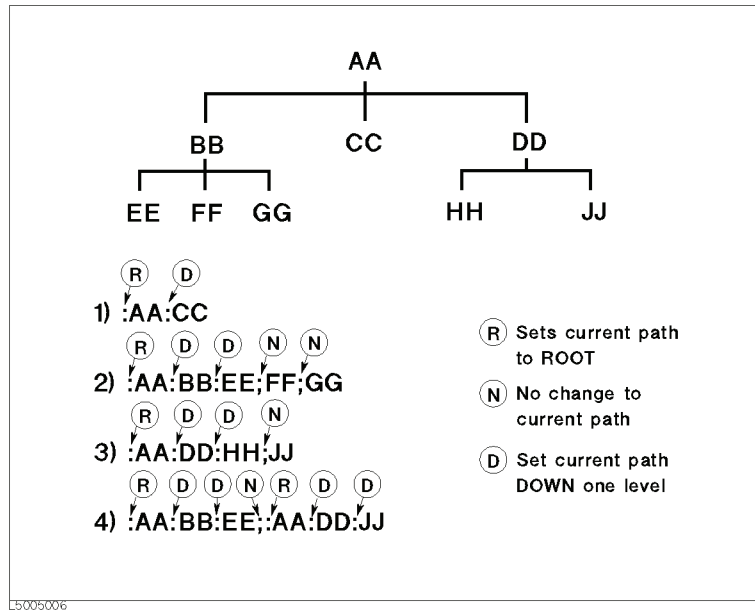 AA
BB CC DD
EE FF GG HH JJ
R D
1) :AA:CC
R D D N N
2) :AA:BB:EE;FF;GG
R D D N
3) :AA:DD:HH;JJ
R D D N R D D
4) :AA:BB:EE;:AA:DD:JJ
R Sets current path
to ROOT
N No change to
current path
D Set current path
DOWN one level
L5005006